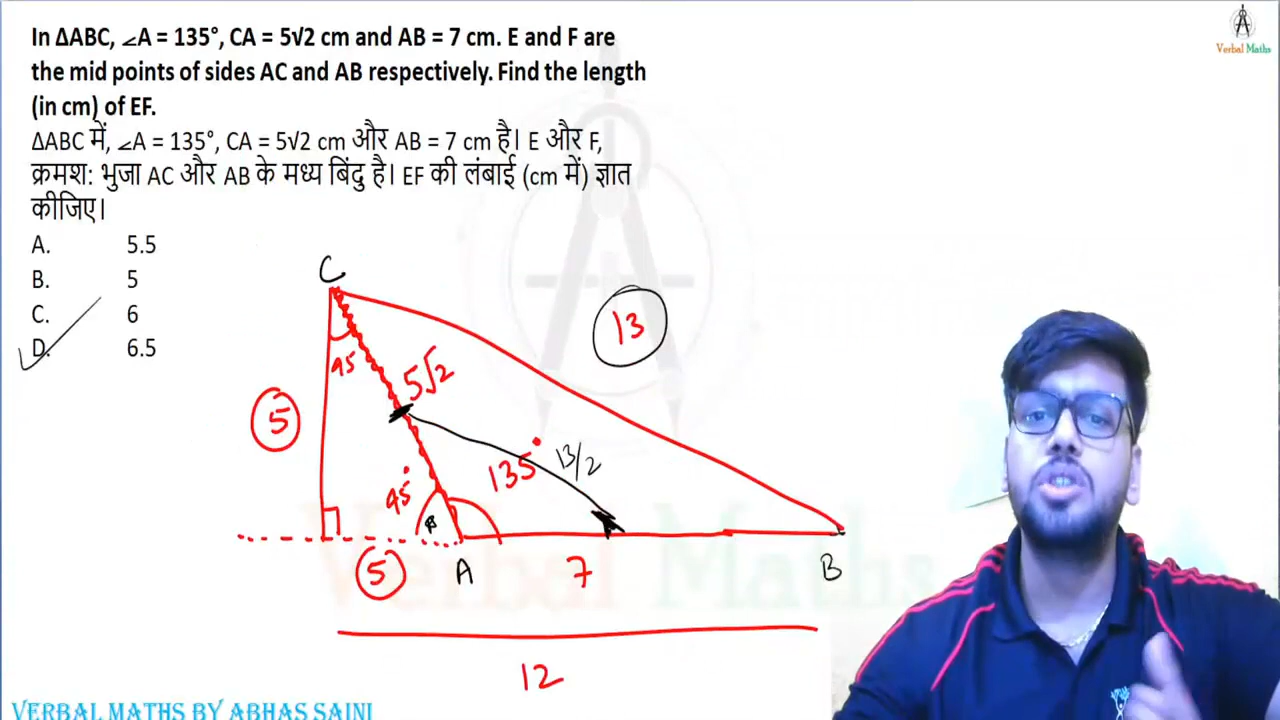 In ΔABC, ∠A = 135°, CA = 5√2 cm and AB = 7 cm. E and F are
the mid points of sides AC and AB respectively. Find the length
(in cm) of EF.
ΔABC में, ∠A = 135°, CA = 5√2 cm और AB = 7 cm है। E और F,
क्रमश: भुजा AC और AB के मध्य बिंदु है। EF की लंबाई (cm में) ज्ञात
कीजिए।
A. 5.5
B. 5
C. 6
D. 6.5
Verbal Maths
C
13
45
5√2
5
135°
13/2
45°
5
A
7
B
12
Verbal Maths
VERBAL MATHS BY ABHAS SAINI